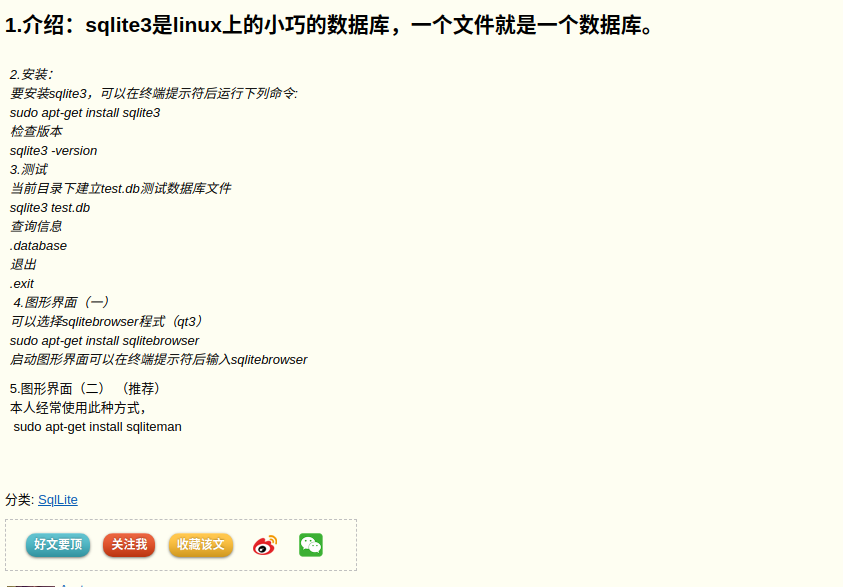 1.介绍：sqlite3是linux上的小巧的数据库，一个文件就是一个数据库。
2.安装：
要安装sqlite3，可以在终端提示符后运行下列命令:
sudo apt-get install sqlite3
检查版本
sqlite3 -version
3.测试
当前目录下建立test.db测试数据库文件
sqlite3 test.db
查询信息
.database
退出
.exit
4.图形界面（一）
可以选择sqlitebrowser程式（qt3）
sudo apt-get install sqlitebrowser
启动图形界面可以在终端提示符后输入sqlitebrowser
5.图形界面（二） （推荐）
本人经常使用此种方式，
sudo apt-get install sqliteman
分类: SqlLite
好文要顶 关注我 收藏该文